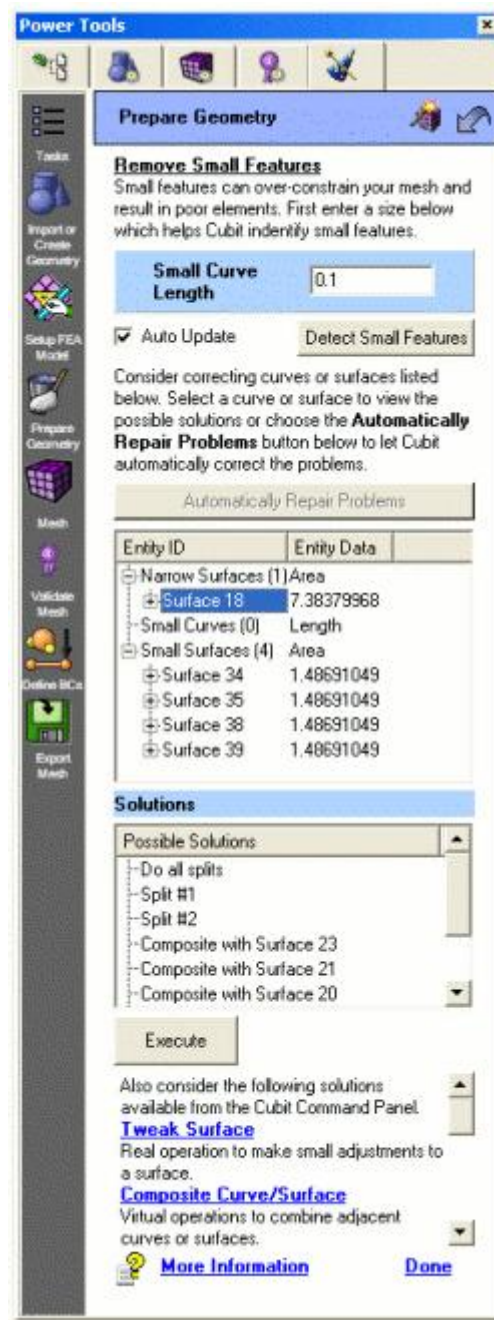 Power Tools
Prepare Geometry
Tasks
Import or
Create
Geometry
Setup FEA
Model
Prepare
Geometry
Mesh
Validate
Mesh
Define BCs
Export
Mesh
Remove Small Features
Small features can over-constrain your mesh and
result in poor elements. First enter a size below
which helps Cubit indentify small features.
Small Curve
Length
0.1
Auto Update
Detect Small Features
Consider correcting curves or surfaces listed
below. Select a curve or surface to view the
possible solutions or choose the Automatically
Repair Problems button below to let Cubit
automatically correct the problems.
Automatically Repair Problems
Entity ID Entity Data
Narrow Surfaces (1) Area
Surface 18 7.38379968
Small Curves (0) Length
Small Surfaces (4) Area
Surface 34 1.48691049
Surface 35 1.48691049
Surface 38 1.48691049
Surface 39 1.48691049
Solutions
Possible Solutions
Do all splits
Split #1
Split #2
Composite with Surface 23
Composite with Surface 21
Composite with Surface 20
Execute
Also consider the following solutions
available from the Cubit Command Panel.
Tweak Surface
Real operation to make small adjustments to
a surface.
Composite Curve/Surface
Virtual operations to combine adjacent
curves or surfaces.
More Information Done